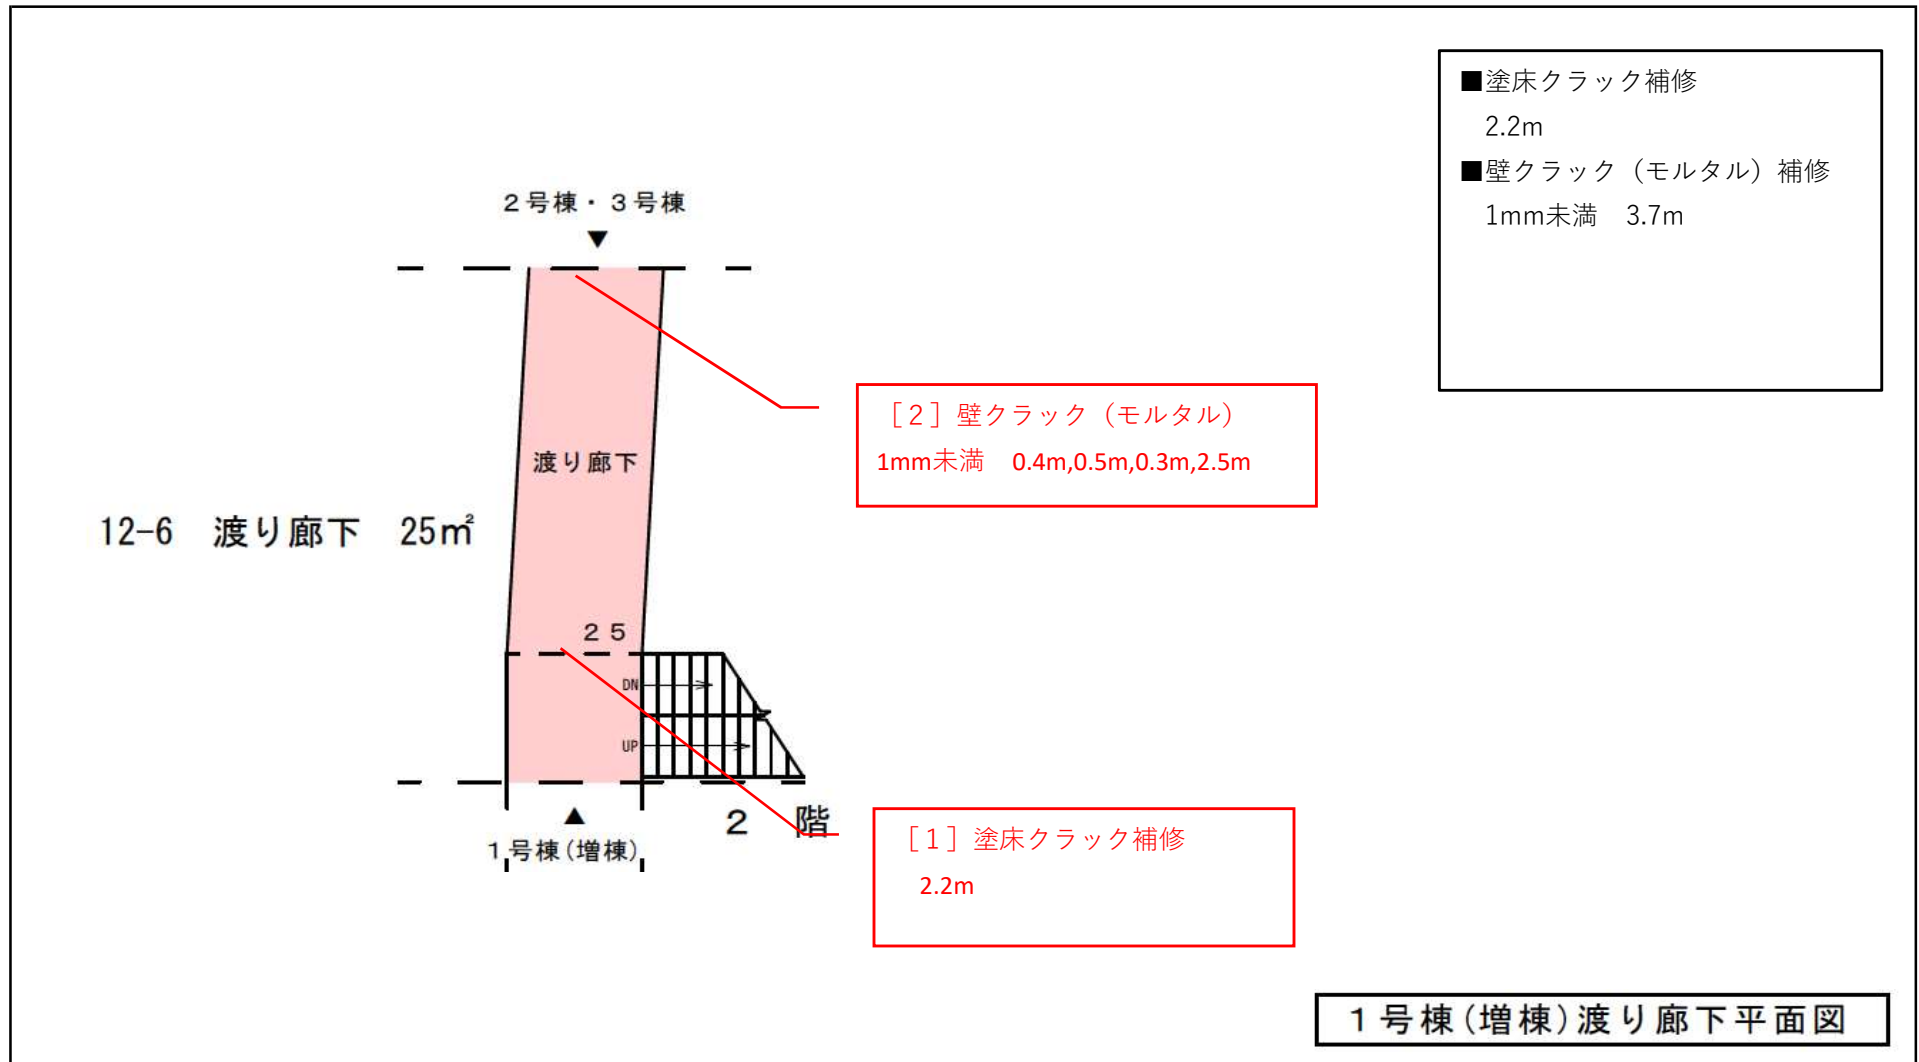 ■塗床クラック補修
2.2m
■壁クラック（モルタル）補修
1mm未満　3.7m
２号棟・３号棟
▼
［２］壁クラック（モルタル）
1mm未満　0.4m,0.5m,0.3m,2.5m
渡り廊下
12-6　渡り廊下　25㎡
２５
DN
UP
▲
１号棟(増棟)
２　階
［１］塗床クラック補修
2.2m
１号棟(増棟)渡り廊下平面図